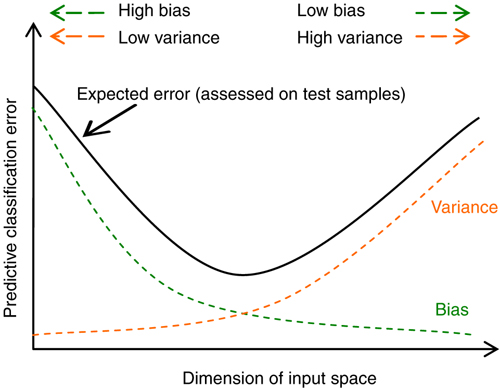 High bias
Low bias
Low variance
High variance
Expected error (assessed on test samples)
Predictive classification error
Variance
Bias
Dimension of input space